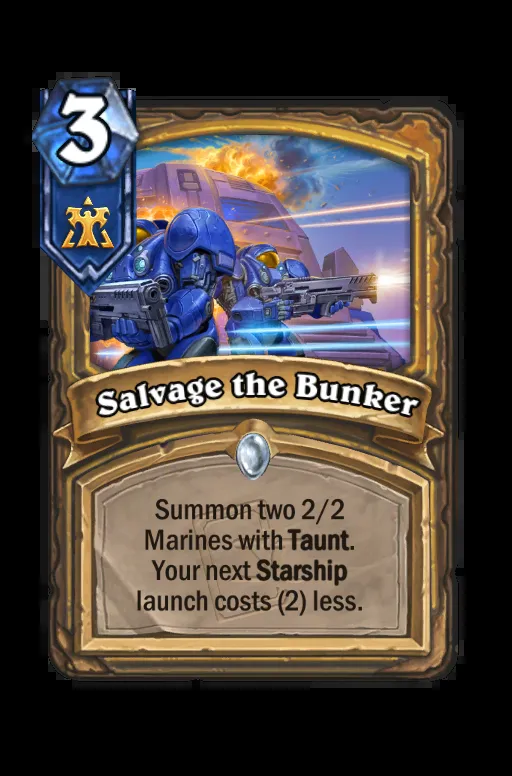 3
Salvage the Bunker
Summon two 2/2
Marines with Taunt.
Your next Starship
launch costs (2) less.